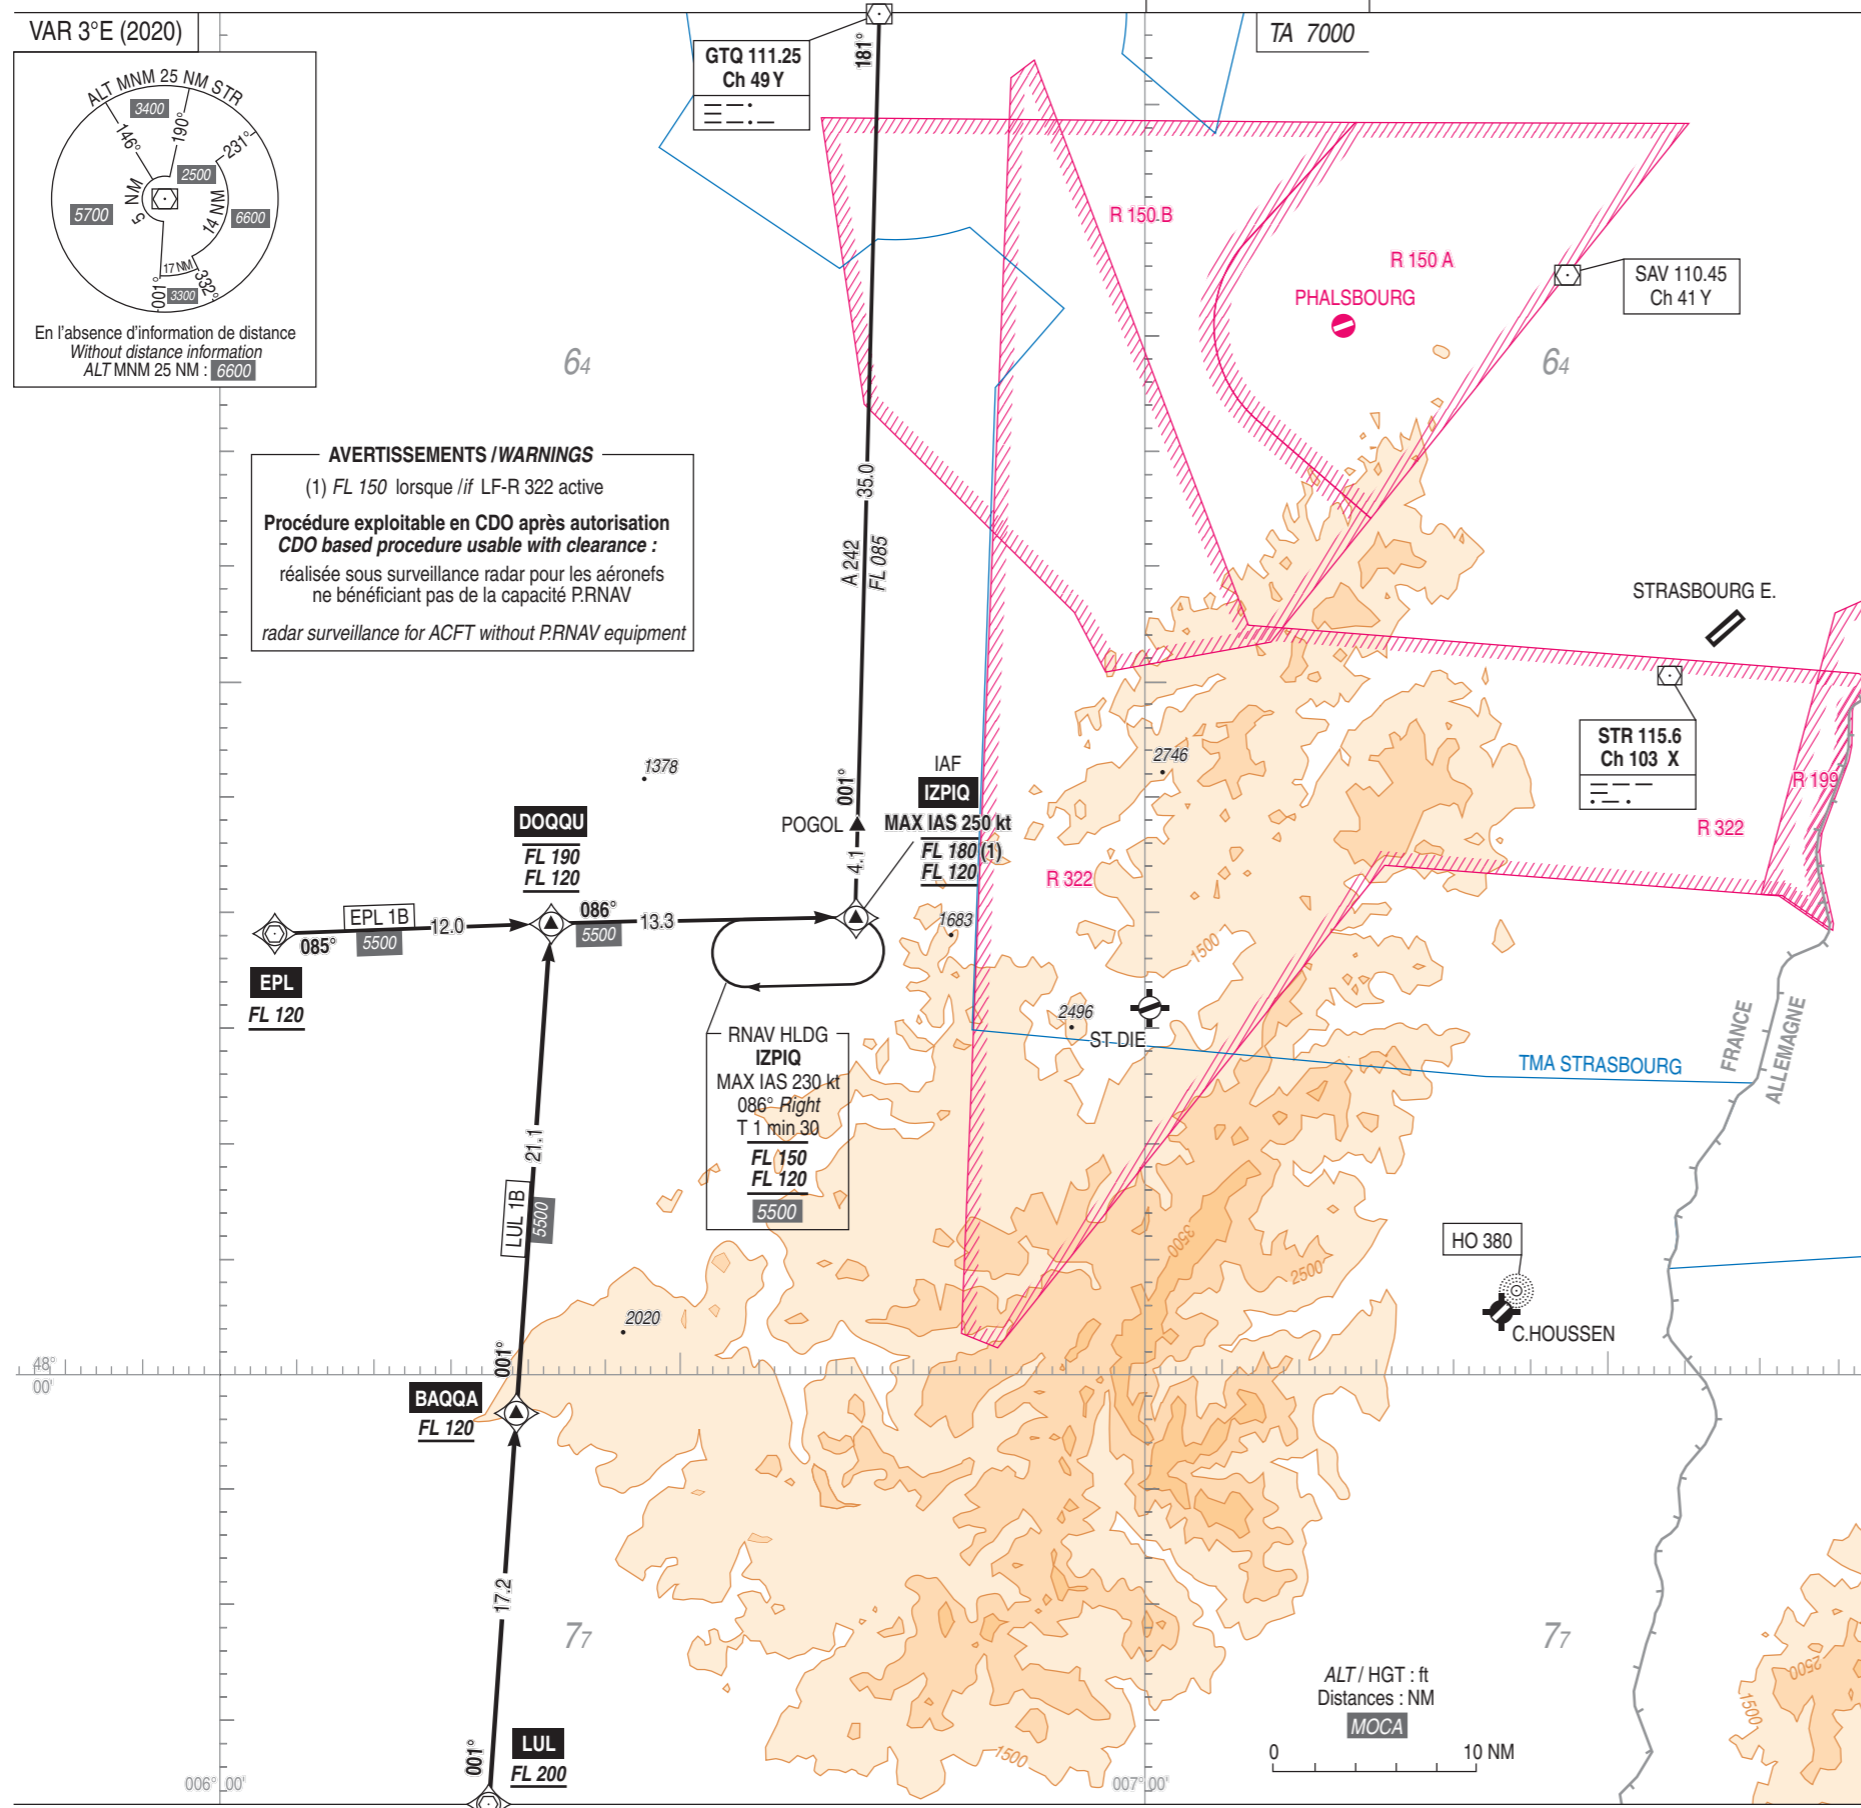 VAR 3°E (2020)
ALT MNM 25 NM STR
3400
146°
190°
231°
2500
5 NM
14 NM
5700
6600
17 NM
001°
3300
332°
En l'absence d'information de distance
Without distance information
ALT MNM 25 NM : 6600
GTQ 111.25
Ch 49 Y
181°
TA 7000
R 150 B
R 150 A
PHALSBOURG
SAV 110.45
Ch 41 Y
64
64
AVERTISSEMENTS / WARNINGS
(1) FL 150 lorsque / if LF-R 322 active
Procédure exploitable en CDO après autorisation
CDO based procedure usable with clearance :
réalisée sous surveillance radar pour les aéronefs
ne bénéficiant pas de la capacité P.RNAV
radar surveillance for ACFT without P.RNAV equipment
35.0
A 242
FL 085
STRASBOURG E.
STR 115.6
Ch 103 X
R 199
R 322
1378
2746
001°
IAF
IZPIQ
MAX IAS 250 kt
FL 180 (1)
FL 120
POGOL
4.1
R 322
DOQQU
FL 190
FL 120
EPL 1B
5500
12.0
085°
086°
5500
13.3
EPL
FL 120
1683
1500
2496
ST DIE
RNAV HLDG
IZPIQ
MAX IAS 230 kt
086° Right
T 1 min 30
FL 150
FL 120
5500
TMA STRASBOURG
FRANCE
ALLEMAGNE
21.1
LUL 1B
5500
3500
2500
HO 380
C.HOUSSEN
2020
001°
48°
00'
BAQQA
FL 120
17.2
77
77
ALT / HGT : ft
Distances : NM
MOCA
0 10 NM
2500
1500
1500
001°
LUL
FL 200
006° 00'
007° 00'